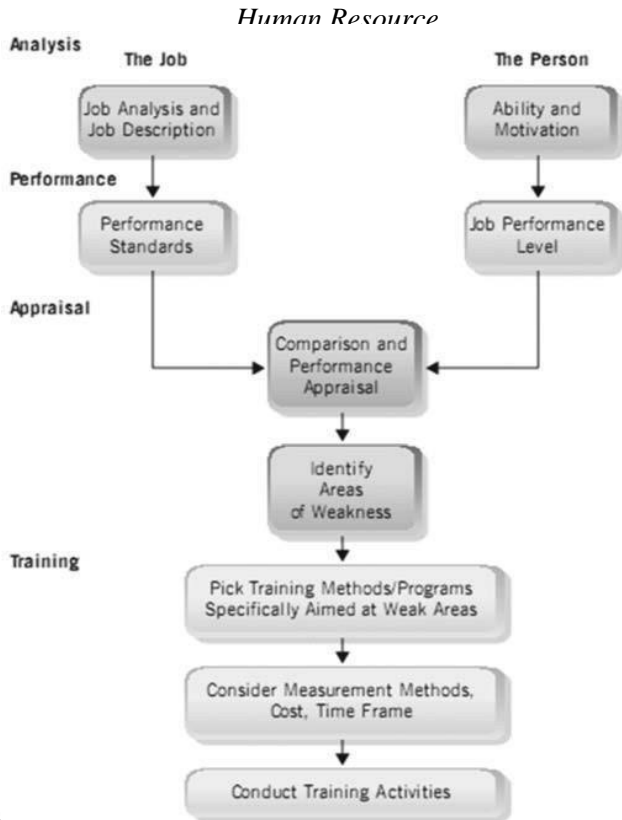 Human Resource
Analysis
The Job
The Person
Job Analysis and
Job Description
Ability and
Motivation
Performance
Performance
Standards
Job Performance
Level
Appraisal
Comparison and
Performance
Appraisal
Identify
Areas
of Weakness
Training
Pick Training Methods/Programs
Specifically Aimed at Weak Areas
Consider Measurement Methods,
Cost, Time Frame
Conduct Training Activities